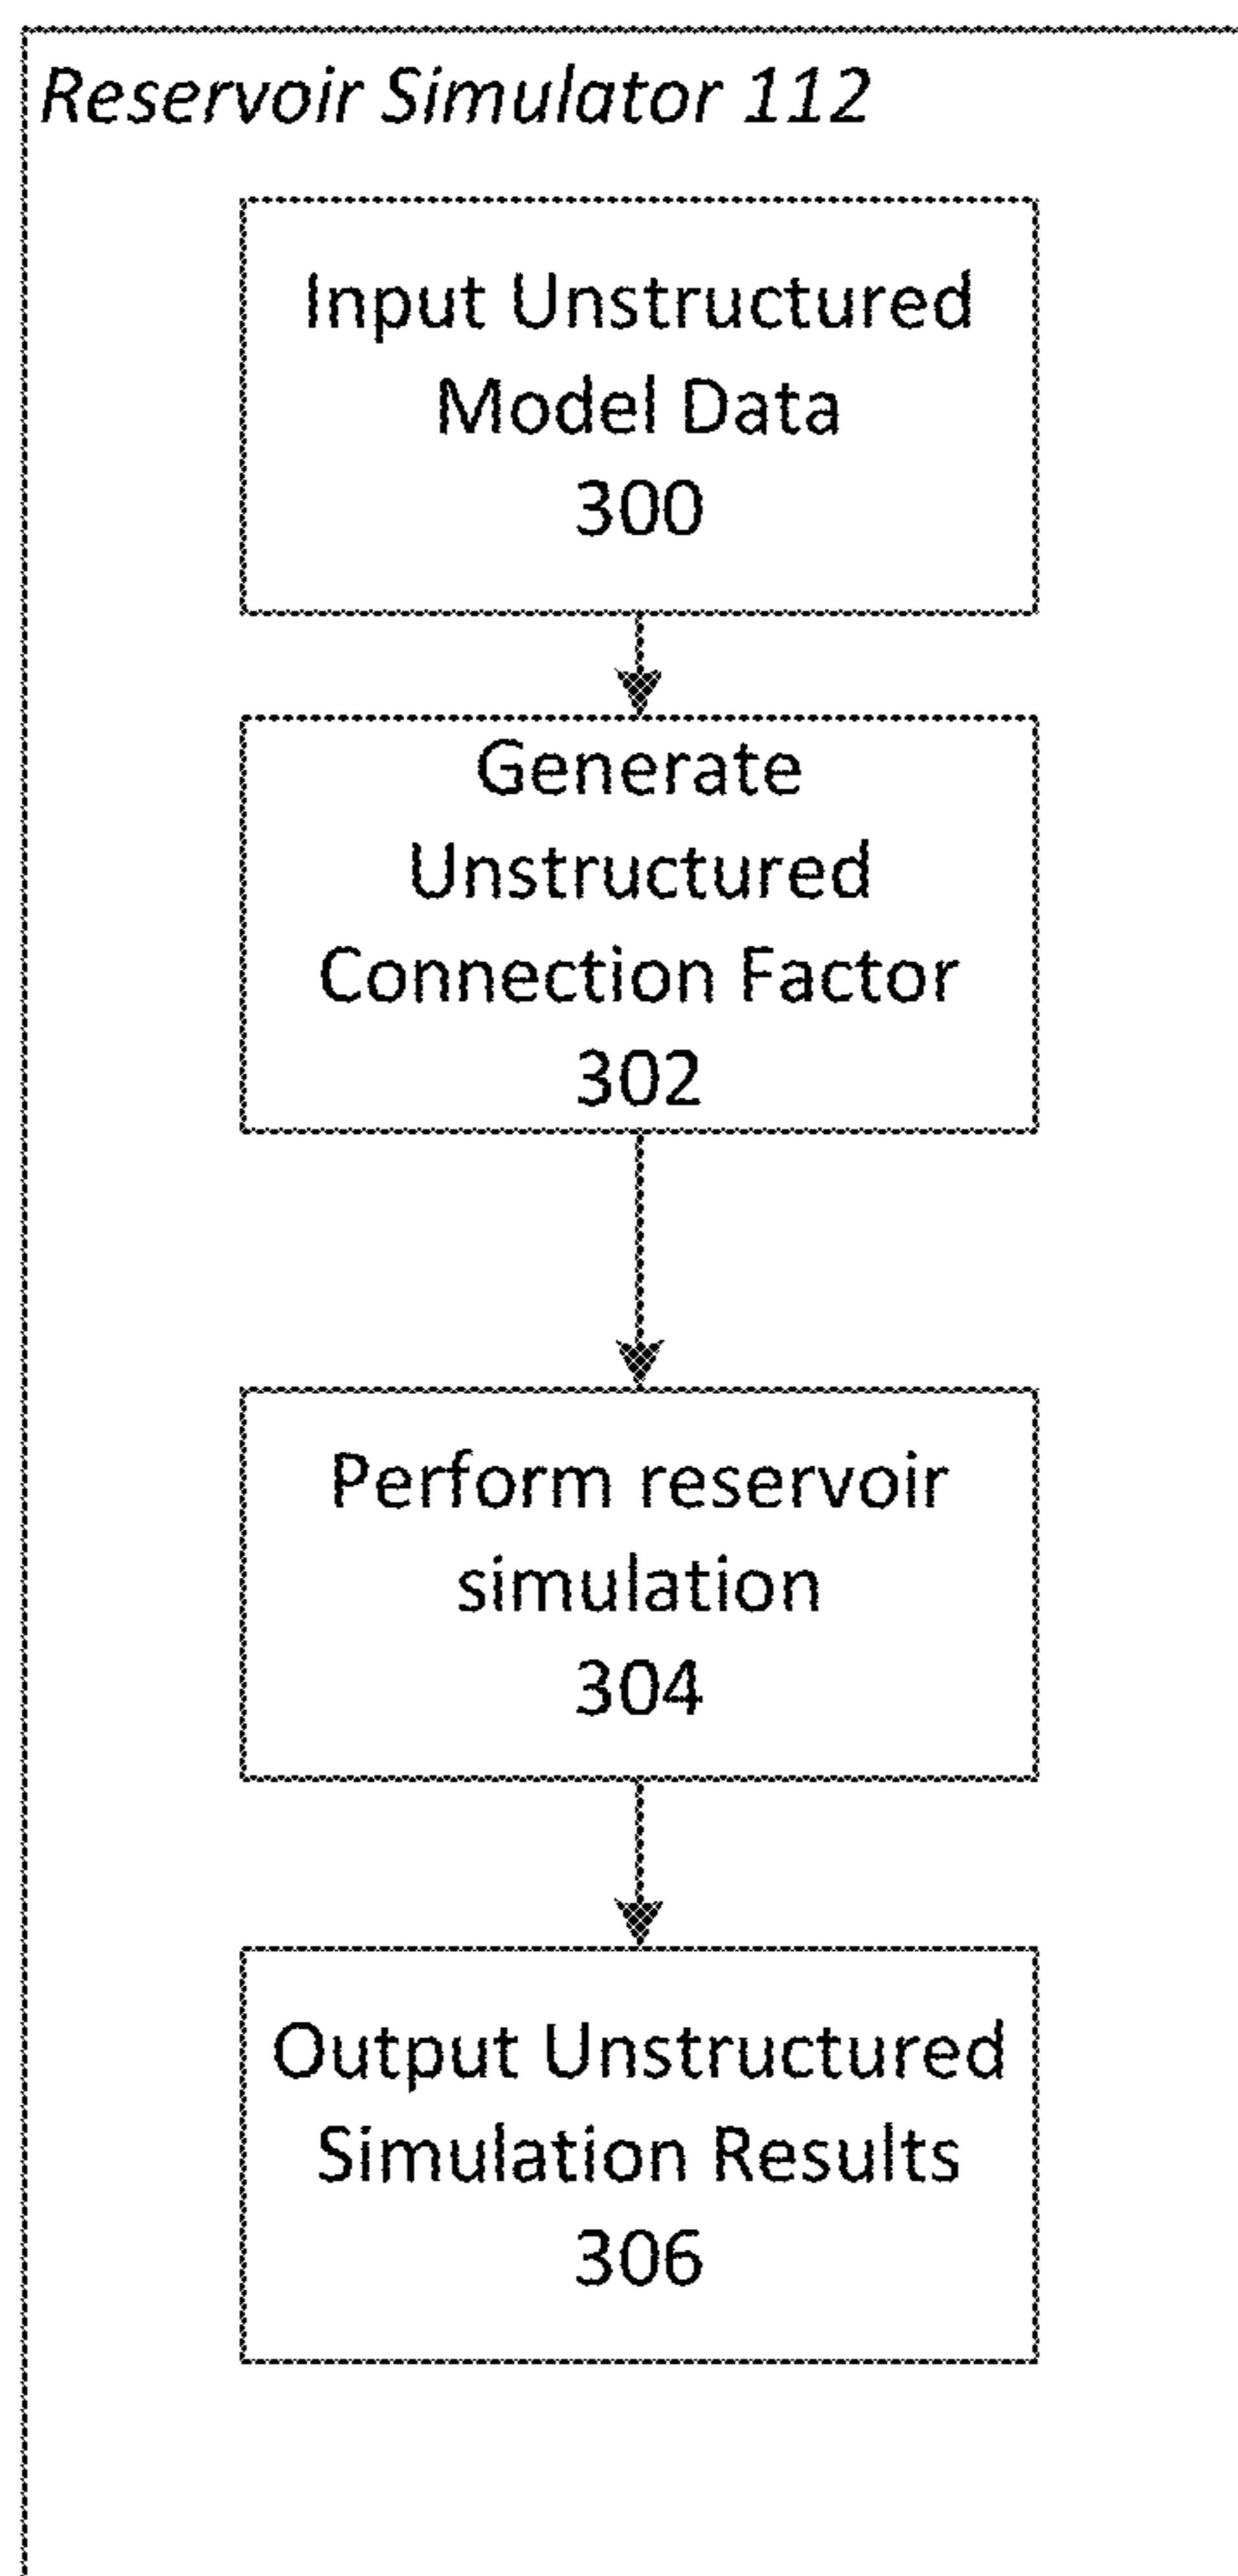 Reservoir Simulator 112
Input Unstructured
Model Data
300
Generate
Unstructured
Connection Factor
302
Perform reservoir
simulation
304
Output Unstructured
Simulation Results
306